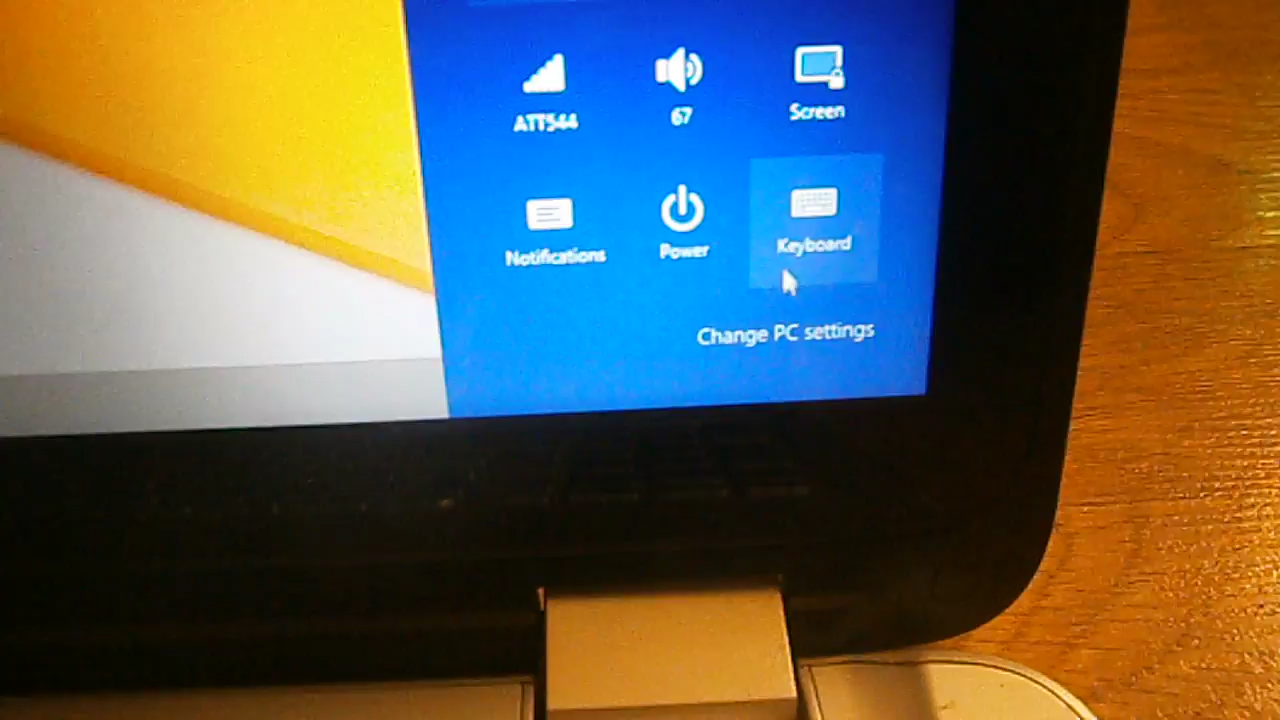 ATT544
67
Screen
Notifications
Power
Keyboard
Change PC settings